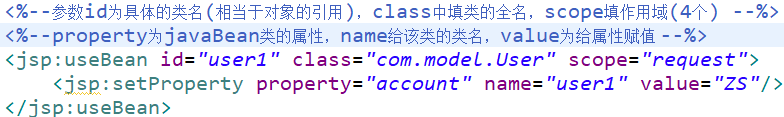 <%--参数id为具体的类名(相当于对象的引用)，class中填类的全名，scope填作用域(4个) --%>
<%--property为javaBean类的属性，name给该类的类名，value为给属性赋值--%>
<jsp:useBean id="user1" class="com.model.User" scope="request">
    <jsp:setProperty property="account" name="user1" value="ZS"/>
</jsp:useBean>